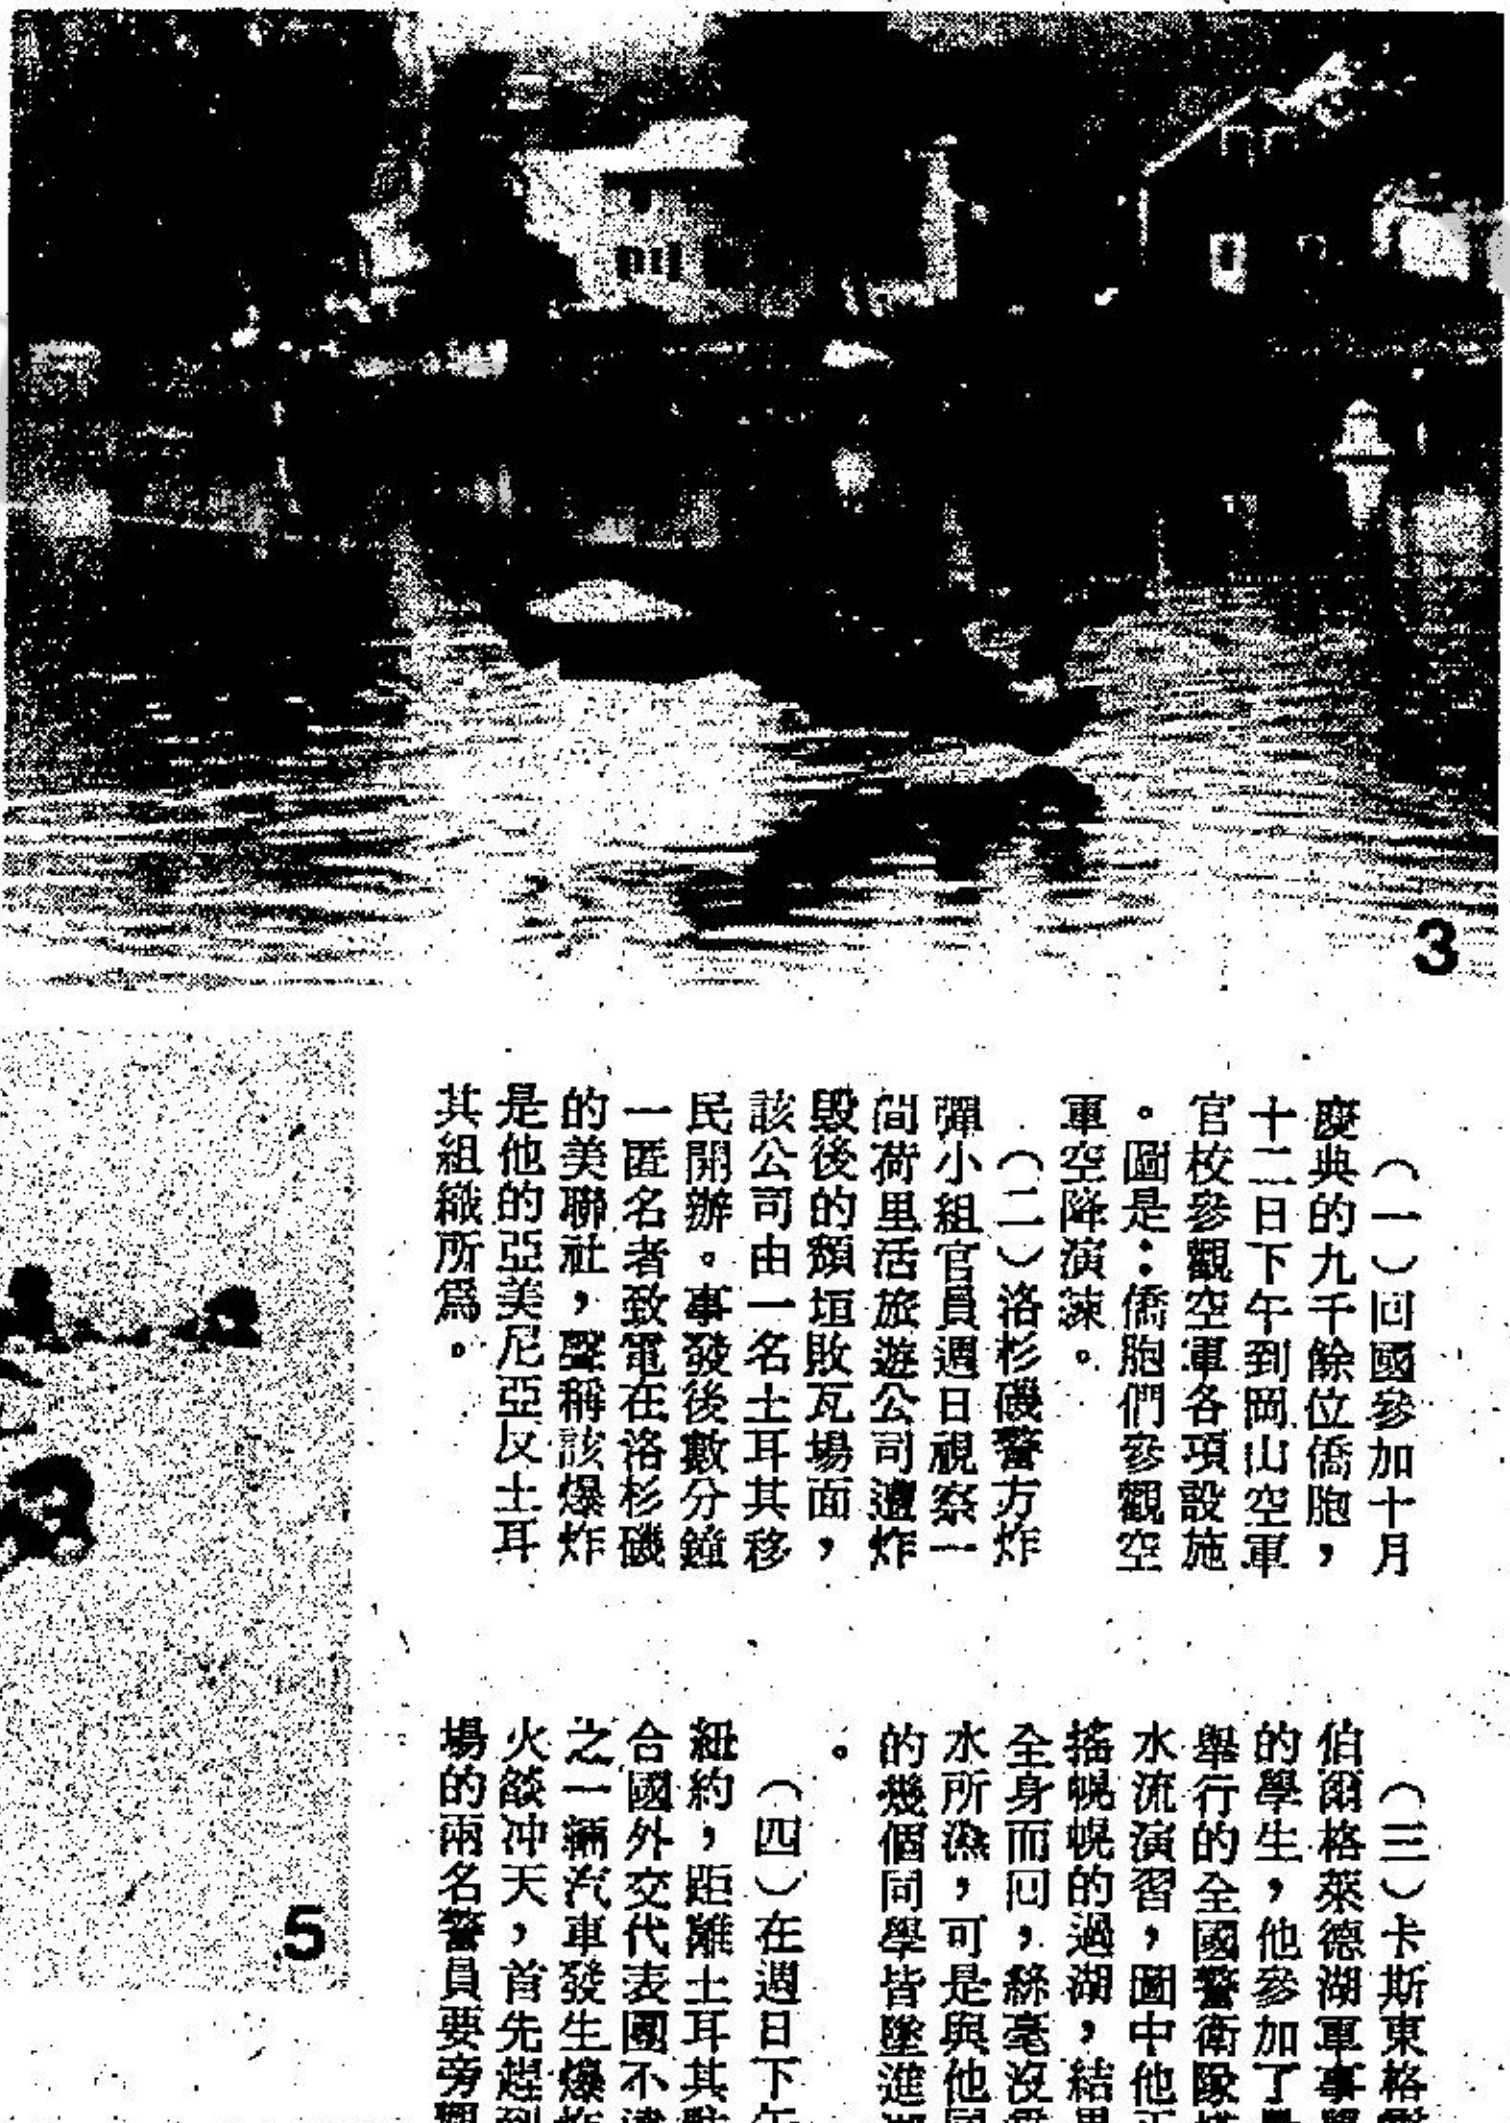 3
（一）回國參加十月
慶典的九千餘位僑胞，
十二日下午到岡山空軍
官校參觀空軍各項設施
。圖是：僑胞們參觀空
軍空降演練。
（二）洛杉磯警方炸
彈小組官員週日視察一
間荷里活旅遊公司遭炸
毀後的頹垣敗瓦場面，
該公司由一名土耳其移
民開辦。事發後數分鐘
一匿名者致電在洛杉磯
的美聯社，聲稱該爆炸
是他的亞美尼亞反土耳
其組織所爲。
（三）卡斯東格
伯爾格萊德湖軍事
的學生，他參加了
舉行的全國警衛隊
水流演習，圖中他正
搖幌幌的過湖，結果
全身而回，絲毫沒
水所濕，可是與他同
的幾個同學皆墜進湖
。
（四）在週日下午
紐約，距離土耳其駐
合國外交代表團不遠
之一輛汽車發生爆炸
火燄冲天，首先趕到
場的兩名警員要旁觀
5